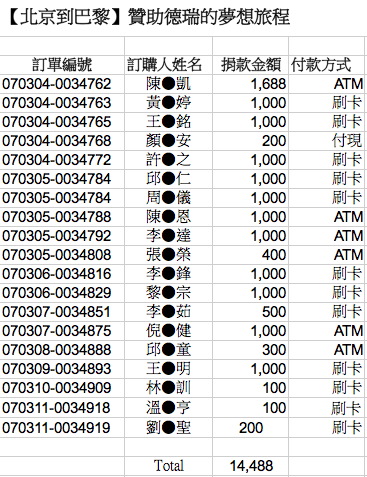 【北京到巴黎】贊助德瑞的夢想旅程
訂單編號 訂購人姓名 捐款金額 付款方式
070304-0034762 陳●凱 1,688 ATM
070304-0034763 黃●婷 1,000 刷卡
070304-0034765 王●銘 1,000 刷卡
070304-0034768 顏●安 200 付現
070304-0034772 許●之 1,000 刷卡
070305-0034784 邱●仁 1,000 刷卡
070305-0034784 周●儀 1,000 刷卡
070305-0034788 陳●恩 1,000 ATM
070305-0034792 李●達 1,000 ATM
070305-0034808 張●榮 400 ATM
070306-0034816 李●鋒 1,000 刷卡
070306-0034829 黎●宗 1,000 刷卡
070307-0034851 李●茹 500 刷卡
070307-0034875 倪●健 1,000 ATM
070308-0034888 邱●童 300 ATM
070309-0034893 王●明 1,000 刷卡
070310-0034909 林●訓 100 刷卡
070311-0034918 溫●亨 100 刷卡
070311-0034919 劉●聖 200 刷卡
Total 14,488